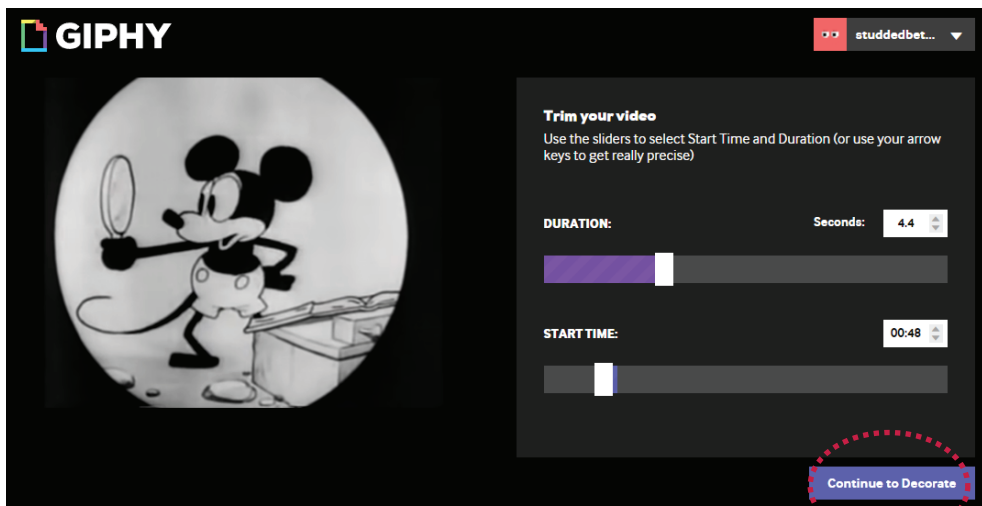 GIPHY
studdedbet...
Trim your video
Use the sliders to select Start Time and Duration (or use your arrow
keys to get really precise)
DURATION:
Seconds:
4.4
START TIME:
00:48
Continue to Decorate